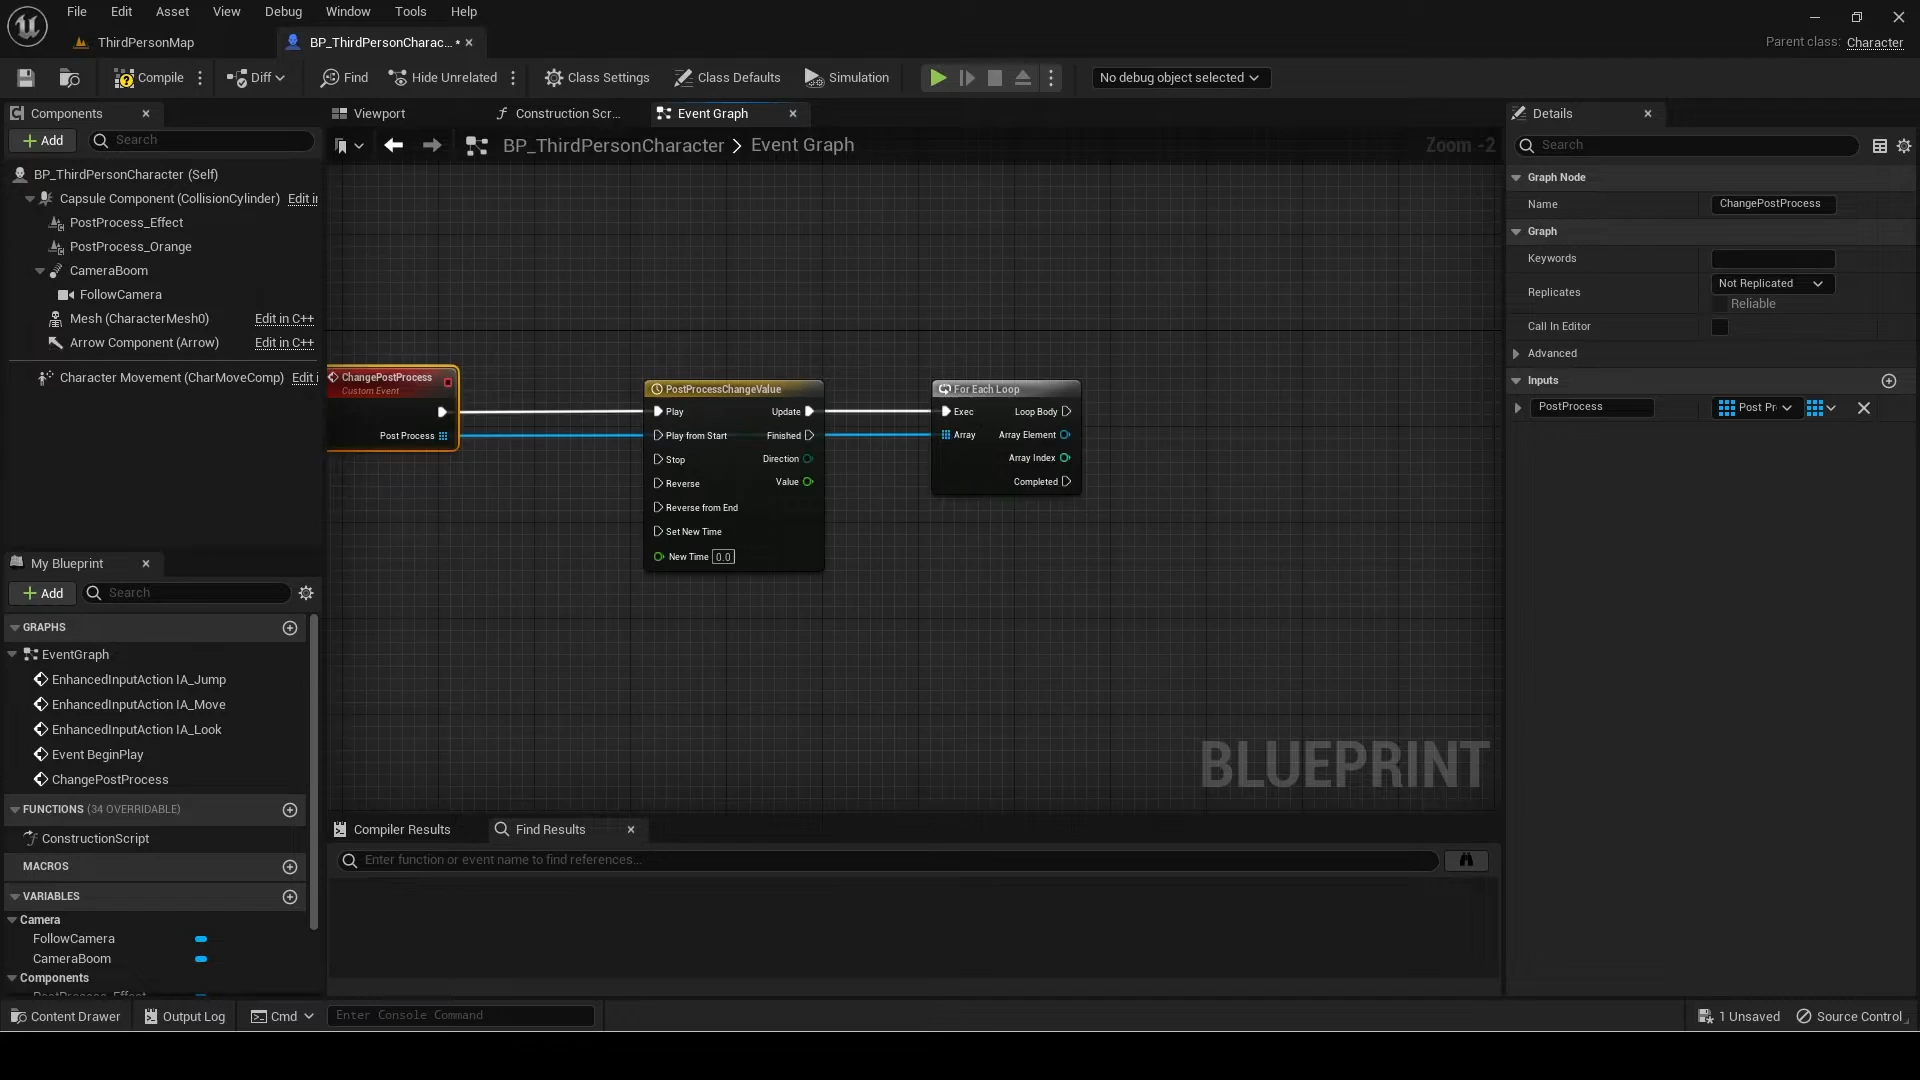 File Edit Asset View Debug Window Tools Help
ThirdPersonMap
BP_ThirdPersonCharac... •
Parent class: Character
Compile
Diff
Find
Hide Unrelated
Class Settings
Class Defaults
Simulation
No debug object selected
Components
Add
Search
BP_ThirdPersonCharacter (Self)
Capsule Component (CollisionCylinder) Edit in
PostProcess_Effect
PostProcess_Orange
CameraBoom
FollowCamera
Mesh (CharacterMesh0) Edit in C++
Arrow Component (Arrow) Edit in C++
Character Movement (CharMoveComp) Edit i
My Blueprint
Add
Search
GRAPHS
EventGraph
EnhancedInputAction IA_Jump
EnhancedInputAction IA_Move
EnhancedInputAction IA_Look
Event BeginPlay
ChangePostProcess
FUNCTIONS (34 OVERRIDABLE)
ConstructionScript
MACROS
VARIABLES
Camera
FollowCamera
CameraBoom
Components
PostProcess_Effect
Viewport
Construction Scr...
Event Graph
BP_ThirdPersonCharacter > Event Graph
Zoom -2
ChangePostProcess
Custom Event
Post Process
PostProcessChangeValue
Play Update
Play from Start Finished
Stop Direction
Reverse Value
Reverse from End
Set New Time
New Time 0.0
For Each Loop
Exec Loop Body
Array Array Element
Array Index
Completed
BLUEPRINT
Compiler Results
Find Results
Enter function or event name to find references...
Details
Search
Graph Node
Name ChangePostProcess
Graph
Keywords
Replicates Not Replicated
Reliable
Call In Editor
Advanced
Inputs
PostProcess Post Pr
Content Drawer
Output Log
Cmd
Enter Console Command
1 Unsaved
Source Control